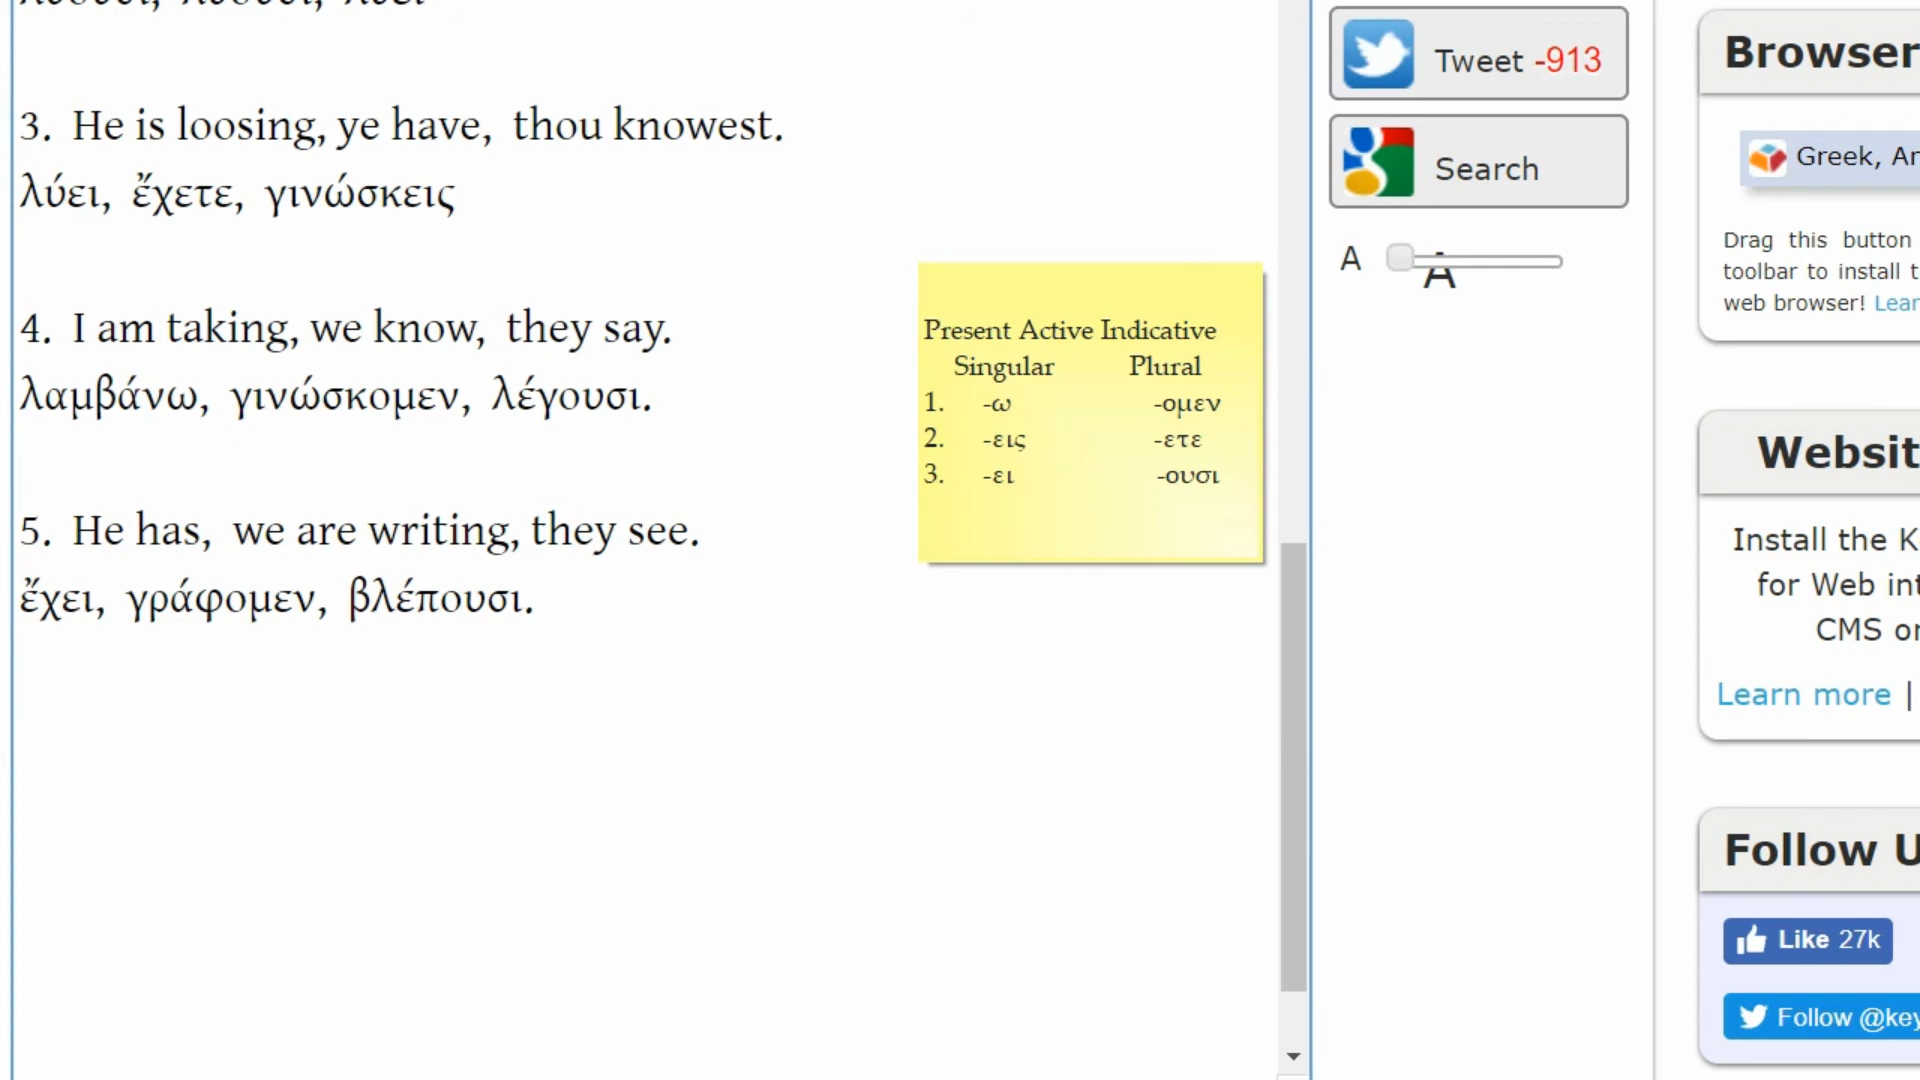 3. He is loosing, ye have, thou knowest.
λύει, ἔχετε, γινώσκεις
4. I am taking, we know, they say.
λαμβάνω, γινώσκομεν, λέγουσι.
5. He has, we are writing, they see.
ἔχει, γράφομεν, βλέπουσι.
Present Active Indicative
Singular Plural
1. -ω -ομεν
2. -εις -ετε
3. -ει -ουσι
Tweet -913
Search
A A
Browser
Greek, Ar
Drag this button
toolbar to install t
web browser! Lear
Websit
Install the K
for Web int
CMS or
Learn more |
Follow U
Like 27k
Follow @key